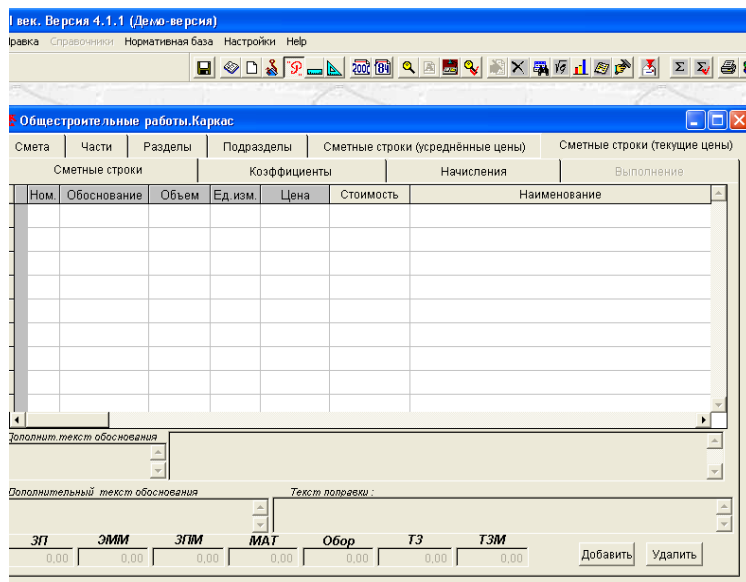 I век. Версия 4.1.1 (Демо-версия)
Правка Справочники Нормативная база Настройки Help
200 84
Общестроительные работы.Каркас
Смета Части Разделы Подразделы Сметные строки (усреднённые цены) Сметные строки (текущие цены)
Сметные строки Коэффициенты Начисления Выполнение
Ном. Обоснование Объем Ед.изм. Цена Стоимость Наименование
Дополнит.текст обоснования
Дополнительный текст обоснования Текст поправки :
ЗП ЭММ ЗПМ МАТ Обор ТЗ ТЗМ
0,00 0,00 0,00 0,00 0,00 0,00 0,00 Добавить Удалить